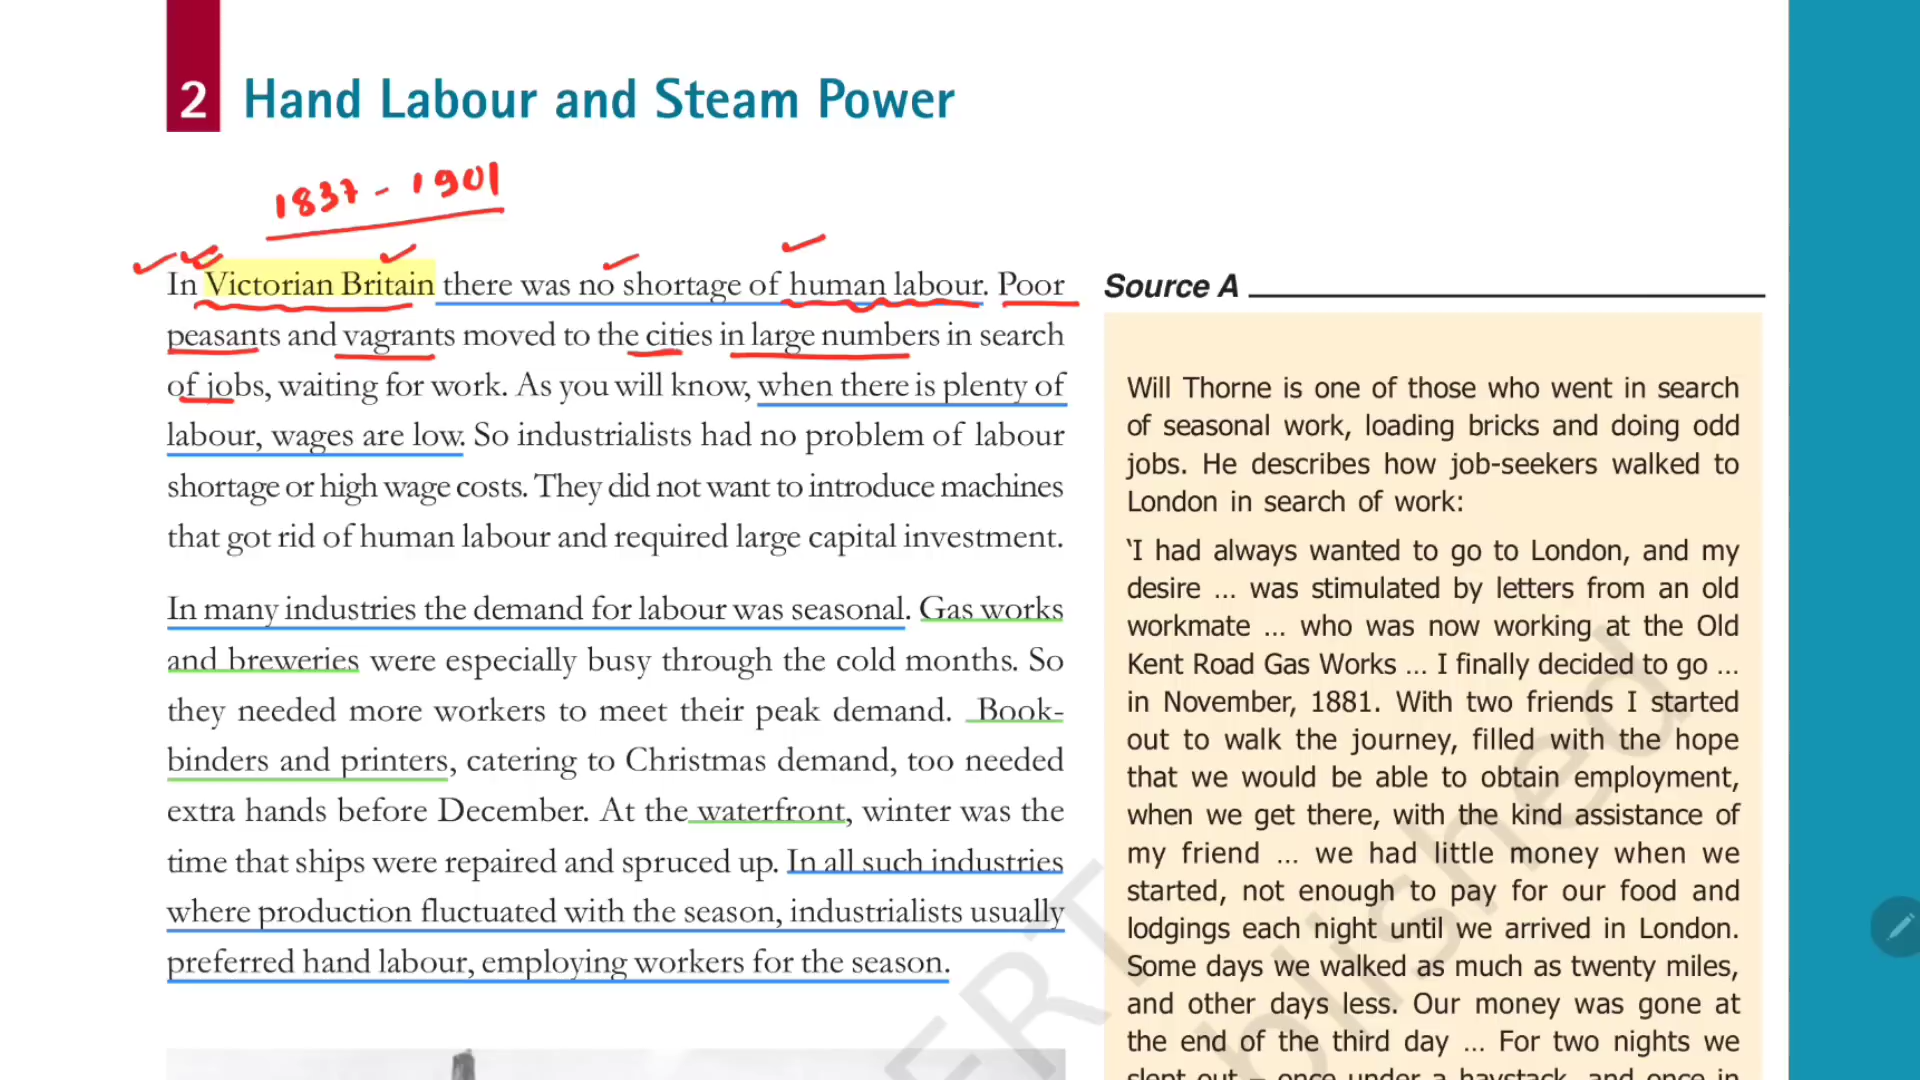 2 Hand Labour and Steam Power
1837 - 1901
In Victorian Britain there was no shortage of human labour. Poor
peasants and vagrants moved to the cities in large numbers in search
of jobs, waiting for work. As you will know, when there is plenty of
labour, wages are low. So industrialists had no problem of labour
shortage or high wage costs. They did not want to introduce machines
that got rid of human labour and required large capital investment.
In many industries the demand for labour was seasonal. Gas works
and breweries were especially busy through the cold months. So
they needed more workers to meet their peak demand. Book-
binders and printers, catering to Christmas demand, too needed
extra hands before December. At the waterfront, winter was the
time that ships were repaired and spruced up. In all such industries
where production fluctuated with the season, industrialists usually
preferred hand labour, employing workers for the season.
Source A
Will Thorne is one of those who went in search
of seasonal work, loading bricks and doing odd
jobs. He describes how job-seekers walked to
London in search of work:
‘I had always wanted to go to London, and my
desire ... was stimulated by letters from an old
workmate ... who was now working at the Old
Kent Road Gas Works ... I finally decided to go ...
in November, 1881. With two friends I started
out to walk the journey, filled with the hope
that we would be able to obtain employment,
when we get there, with the kind assistance of
my friend ... we had little money when we
started, not enough to pay for our food and
lodgings each night until we arrived in London.
Some days we walked as much as twenty miles,
and other days less. Our money was gone at
the end of the third day ... For two nights we
slept out – once under a haystack, and once in